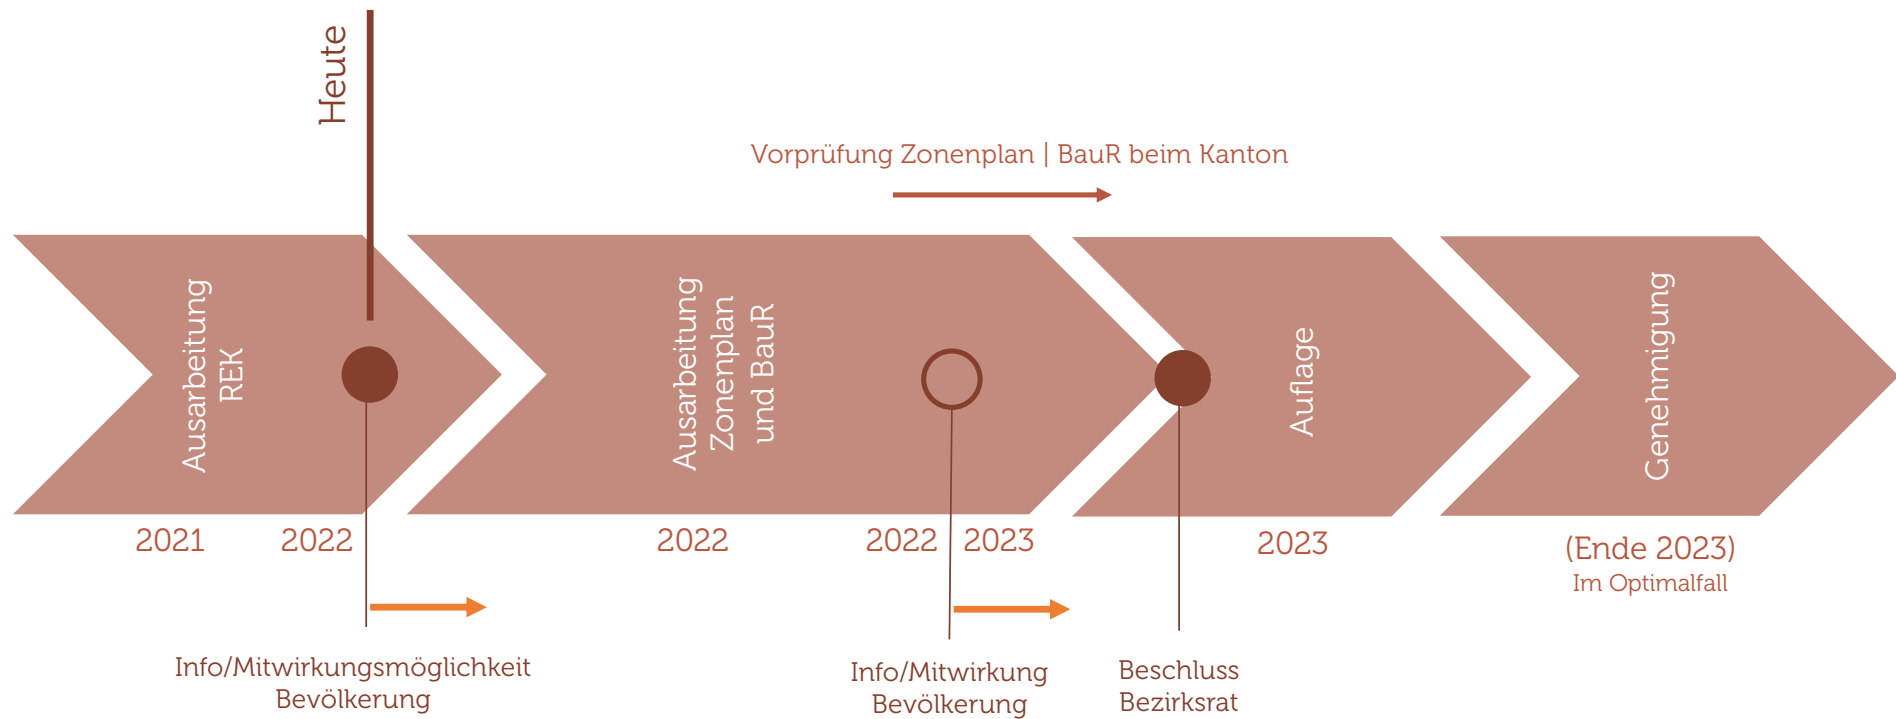 Heute
Vorprüfung Zonenplan | BauR beim Kanton
Ausarbeitung
REK
Ausarbeitung
Zonenplan
und BauR
Auflage
Genehmigung
2021
2022
2022
2022
2023
2023
(Ende 2023)
Im Optimalfall
Info/Mitwirkungsmöglichkeit
Bevölkerung
Info/Mitwirkung
Bevölkerung
Beschluss
Bezirksrat